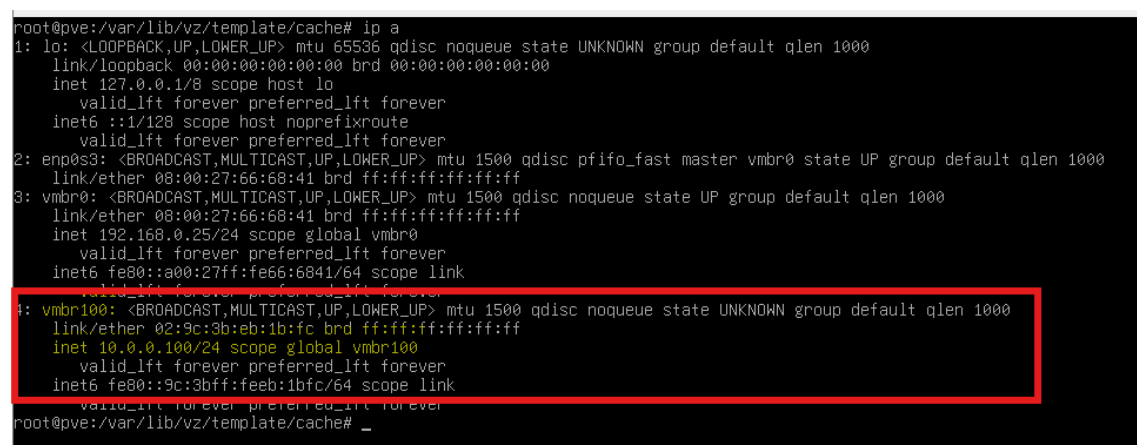 root@pve:/var/lib/vz/template/cache# ip a
1: lo: <LOOPBACK,UP,LOWER_UP> mtu 65536 qdisc noqueue state UNKNOWN group default qlen 1000
    link/loopback 00:00:00:00:00:00 brd 00:00:00:00:00:00
    inet 127.0.0.1/8 scope host lo
       valid_lft forever preferred_lft forever
    inet6 ::1/128 scope host noprefixroute
       valid_lft forever preferred_lft forever
2: enp0s3: <BROADCAST,MULTICAST,UP,LOWER_UP> mtu 1500 qdisc pfifo_fast master vmbr0 state UP group default qlen 1000
    link/ether 08:00:27:66:68:41 brd ff:ff:ff:ff:ff:ff
3: vmbr0: <BROADCAST,MULTICAST,UP,LOWER_UP> mtu 1500 qdisc noqueue state UP group default qlen 1000
    link/ether 08:00:27:66:68:41 brd ff:ff:ff:ff:ff:ff
    inet 192.168.0.25/24 scope global vmbr0
       valid_lft forever preferred_lft forever
    inet6 fe80::a00:27ff:fe66:6841/64 scope link
       valid_lft forever preferred_lft forever
4: vmbr100: <BROADCAST,MULTICAST,UP,LOWER_UP> mtu 1500 qdisc noqueue state UNKNOWN group default qlen 1000
    link/ether 02:9c:3b:eb:1b:fc brd ff:ff:ff:ff:ff:ff
    inet 10.0.0.100/24 scope global vmbr100
       valid_lft forever preferred_lft forever
    inet6 fe80::9c:3bff:feeb:1bfc/64 scope link
       valid_lft forever preferred_lft forever
root@pve:/var/lib/vz/template/cache# _